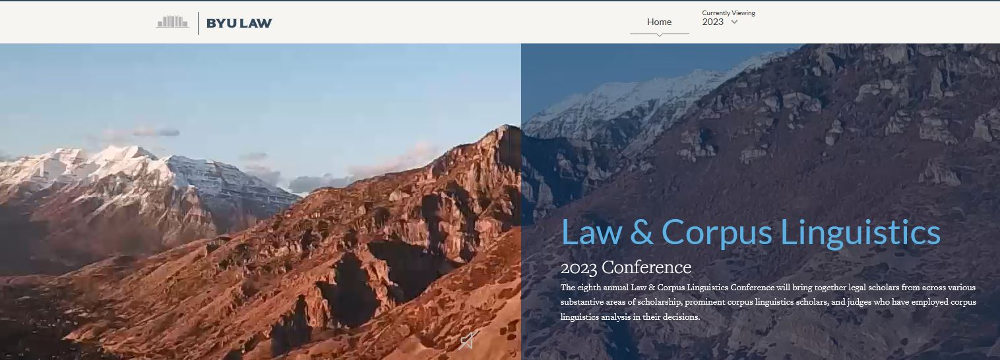 BYU LAW
Home
Currently Viewing
2023
Law & Corpus Linguistics
2023 Conference
The eighth annual Law & Corpus Linguistics Conference will bring together legal scholars from across various
substantive areas of scholarship, prominent corpus linguistics scholars, and judges who have employed corpus
linguistics analysis in their decisions.